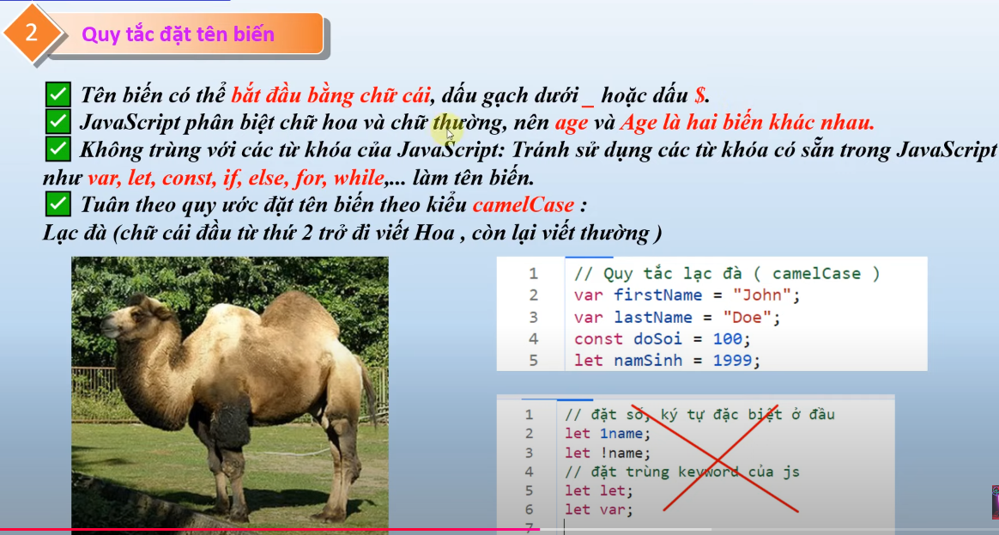 2
Quy tắc đặt tên biến
Tên biến có thể bắt đầu bằng chữ cái, dấu gạch dưới _ hoặc dấu $.
JavaScript phân biệt chữ hoa và chữ thường, nên age và Age là hai biến khác nhau.
Không trùng với các từ khóa của JavaScript: Tránh sử dụng các từ khóa có sẵn trong JavaScript
như var, let, const, if, else, for, while,... làm tên biến.
Tuân theo quy ước đặt tên biến theo kiểu camelCase :
Lạc đà (chữ cái đầu từ thứ 2 trở đi viết Hoa , còn lại viết thường )
1 // Quy tắc lạc đà ( camelCase )
2 var firstName = "John";
3 var lastName = "Doe";
4 const doSoi = 100;
5 let namSinh = 1999;
1 // đặt số, ký tự đặc biệt ở đầu
2 let 1name;
3 let !name;
4 // đặt trùng keyword của js
5 let let;
6 let var;
7